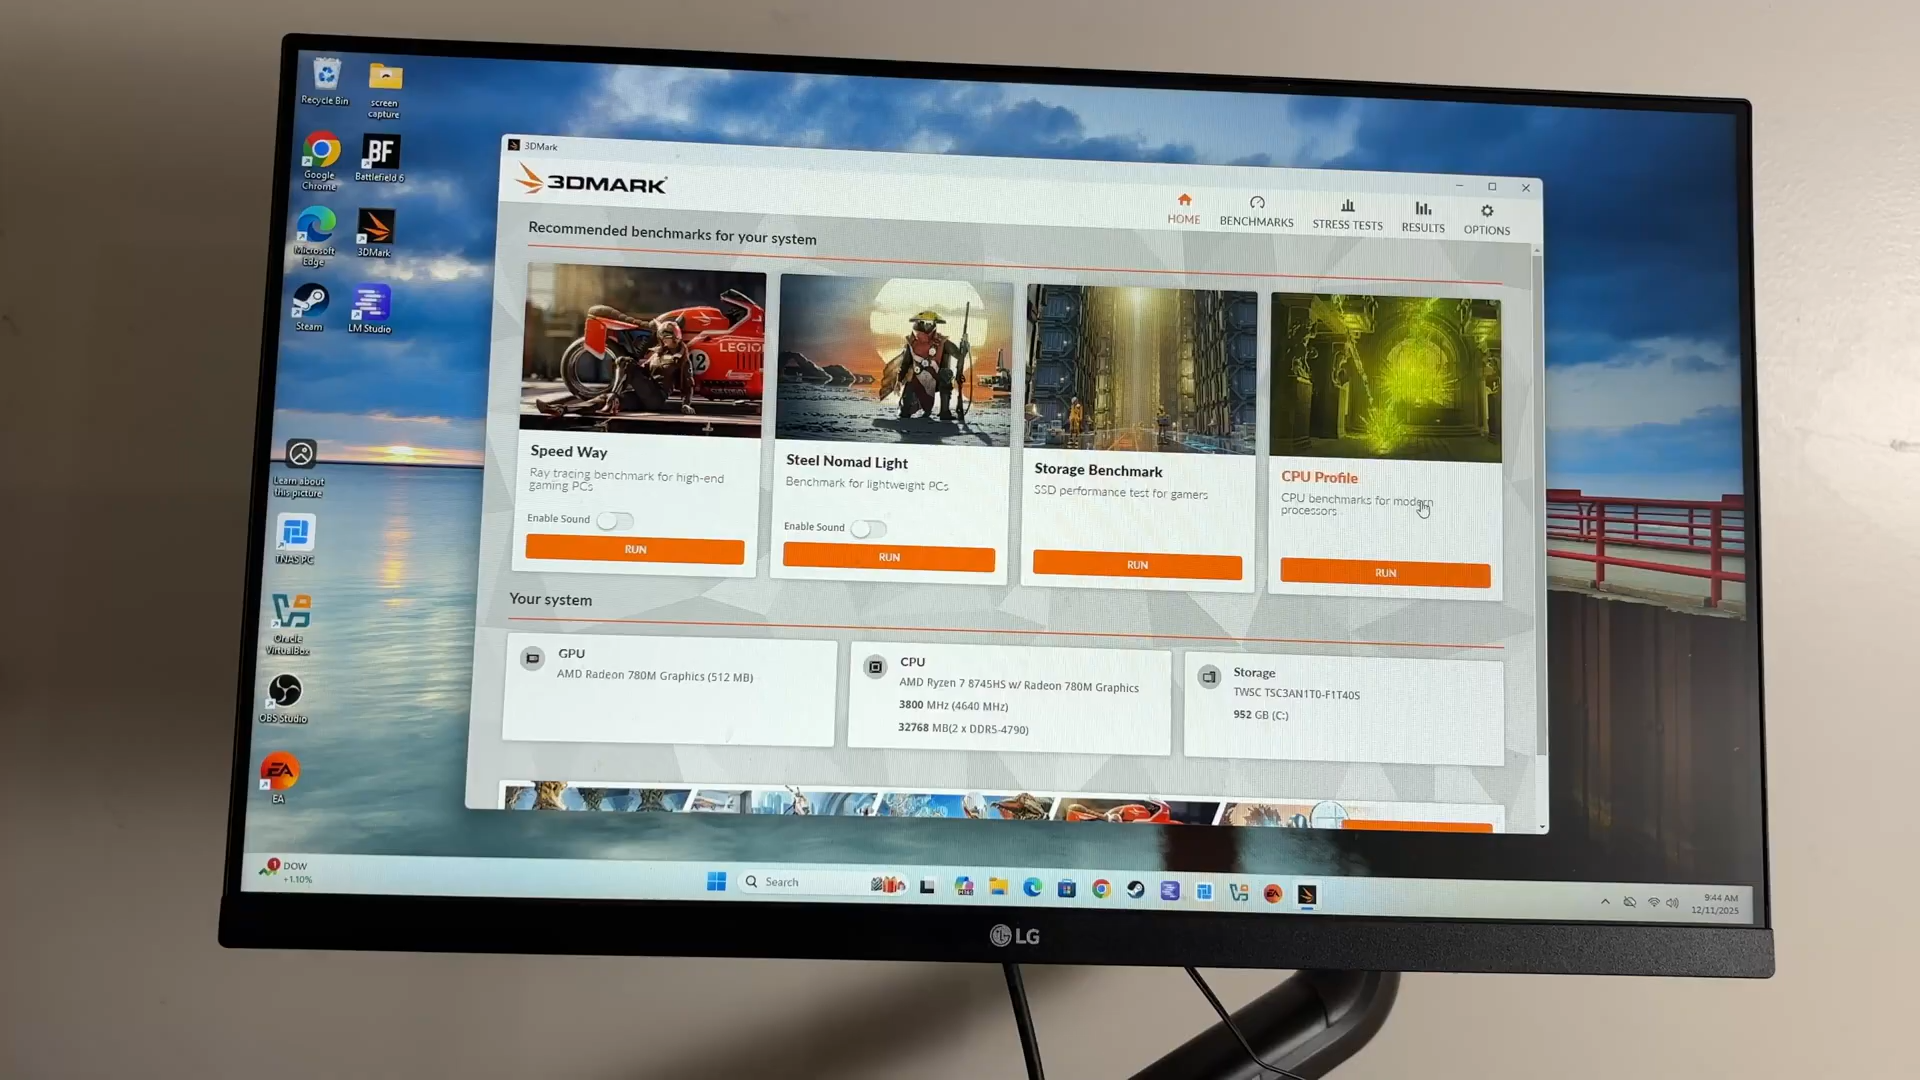 Recycle Bin
screen
capture
Google
Chrome
BF
Battlefield 6
Microsoft
Edge
3DMark
Steam
LM Studio
Learn about
this picture
TNAS PC
Oracle
VirtualBox
OBS Studio
EA
EA
3DMark
3DMARK
HOME
BENCHMARKS
STRESS TESTS
RESULTS
OPTIONS
Recommended benchmarks for your system
LEGION
12
Speed Way
Ray tracing benchmark for high-end
gaming PCs
Enable Sound
RUN
Steel Nomad Light
Benchmark for lightweight PCs
Enable Sound
RUN
Storage Benchmark
SSD performance test for gamers
RUN
CPU Profile
CPU benchmarks for modern
processors
RUN
Your system
GPU
AMD Radeon 780M Graphics (512 MB)
CPU
AMD Ryzen 7 8745HS w/ Radeon 780M Graphics
3800 MHz (4640 MHz)
32768 MB(2 x DDR5-4790)
Storage
TWSC TSC3AN1T0-F1T40S
952 GB (C:)
1
DOW
+1.10%
Search
9:44 AM
12/11/2025
LG